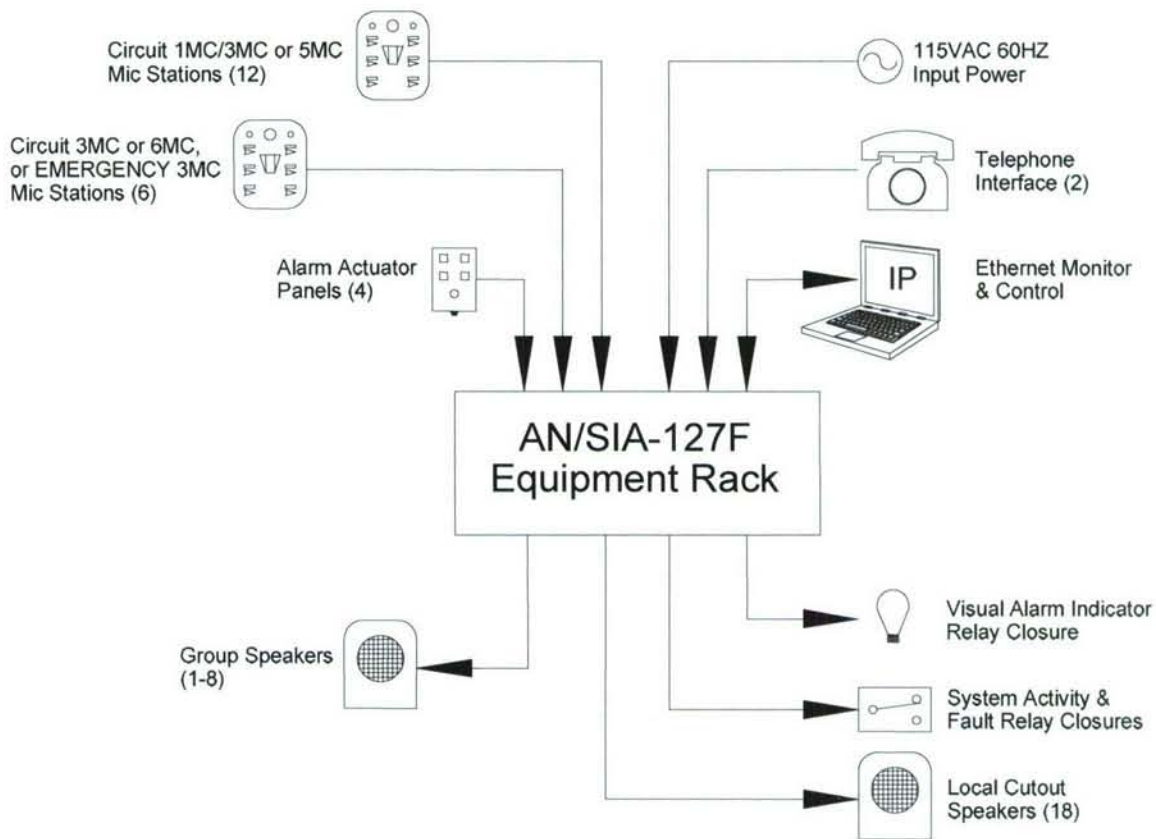 Circuit 1MC/3MC or 5MC
Mic Stations (12)
115VAC 60HZ
Input Power
Circuit 3MC or 6MC,
or EMERGENCY 3MC
Mic Stations (6)
Telephone
Interface (2)
Alarm Actuator
Panels (4)
IP
Ethernet Monitor
& Control
AN/SIA-127F
Equipment Rack
Group Speakers
(1-8)
Visual Alarm Indicator
Relay Closure
System Activity &
Fault Relay Closures
Local Cutout
Speakers (18)